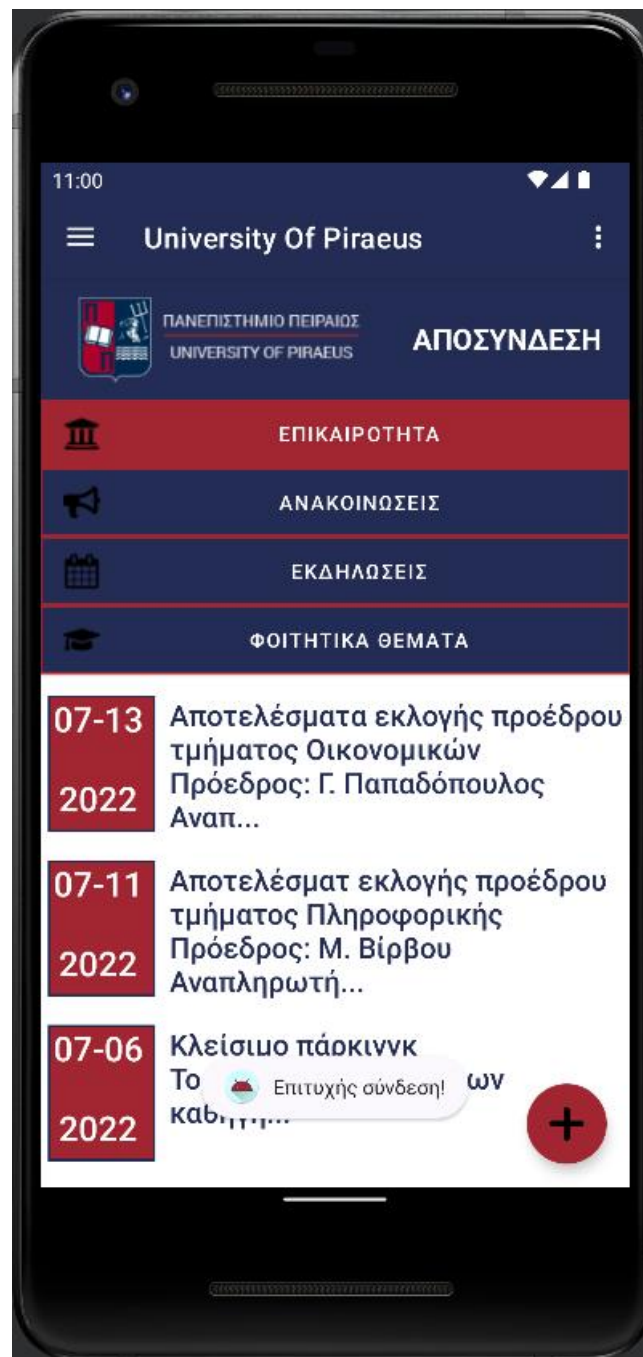 11:00
University Of Piraeus
ΠΑΝΕΠΙΣΤΗΜΙΟ ΠΕΙΡΑΙΩΣ
UNIVERSITY OF PIRAEUS
ΑΠΟΣΥΝΔΕΣΗ
ΕΠΙΚΑΙΡΟΤΗΤΑ
ΑΝΑΚΟΙΝΩΣΕΙΣ
ΕΚΔΗΛΩΣΕΙΣ
ΦΟΙΤΗΤΙΚΑ ΘΕΜΑΤΑ
07-13
2022
Αποτελέσματα εκλογής προέδρου
τμήματος Οικονομικών
Πρόεδρος: Γ. Παπαδόπουλος
Αναπ...
07-11
2022
Αποτελέσματ εκλογής προέδρου
τμήματος Πληροφορικής
Πρόεδρος: Μ. Βίρβου
Αναπληρωτή...
07-06
2022
Κλείσιμο πάρκινγκ
Το
Επιτυχής σύνδεση!